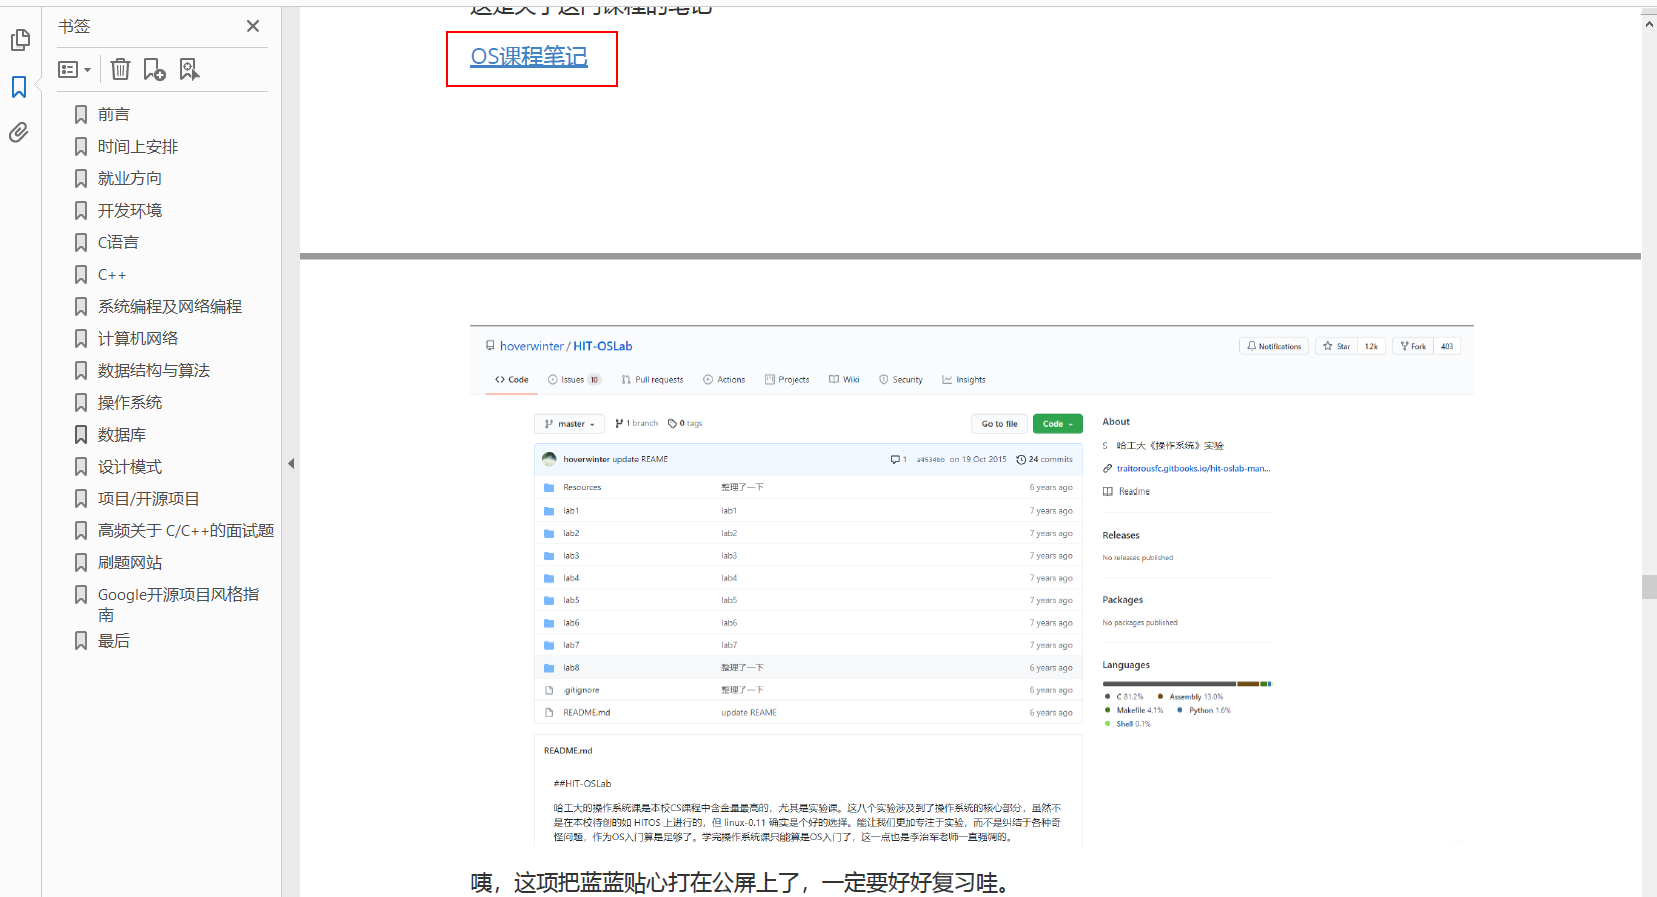 书签
前言
时间上安排
就业方向
开发环境
C语言
C++
系统编程及网络编程
计算机网络
数据结构与算法
操作系统
数据库
设计模式
项目/开源项目
高频关于 C/C++的面试题
刷题网站
Google开源项目风格指
南
最后
这是关于这门课程的笔记
OS课程笔记
hoverwinter / HIT-OSLab
Notifications Star 1.2k Fork 403
Code Issues 10 Pull requests Actions Projects Wiki Security Insights
master 1 branch 0 tags Go to file Code
hoverwinter update REAME 1 a4534bb on 19 Oct 2015 24 commits
Resources 整理了一下 6 years ago
lab1 lab1 7 years ago
lab2 lab2 7 years ago
lab3 lab3 7 years ago
lab4 lab4 7 years ago
lab5 lab5 7 years ago
lab6 lab6 7 years ago
lab7 lab7 7 years ago
lab8 整理了一下 6 years ago
.gitignore 整理了一下 6 years ago
README.md update REAME 6 years ago
About
S 哈工大《操作系统》实验
traitorousfc.gitbooks.io/hit-oslab-man...
Readme
Releases
No releases published
Packages
No packages published
Languages
C 81.2% Assembly 13.0%
Makefile 4.1% Python 1.6%
Shell 0.1%
README.md
##HIT-OSLab
哈工大的操作系统课是本校CS课程中含金量最高的，尤其是实验课。这八个实验涉及到了操作系统的核心部分，虽然不
是在本校待创的如 HITOS 上进行的，但 linux-0.11 确实是个好的选择。能让我们更加专注于实验，而不是纠结于各种奇
怪问题，作为OS入门算是足够了。学完操作系统课只能算是OS入门了，这一点也是李治军老师一直强调的。
咦，这项把蓝蓝贴心打在公屏上了，一定要好好复习哇。